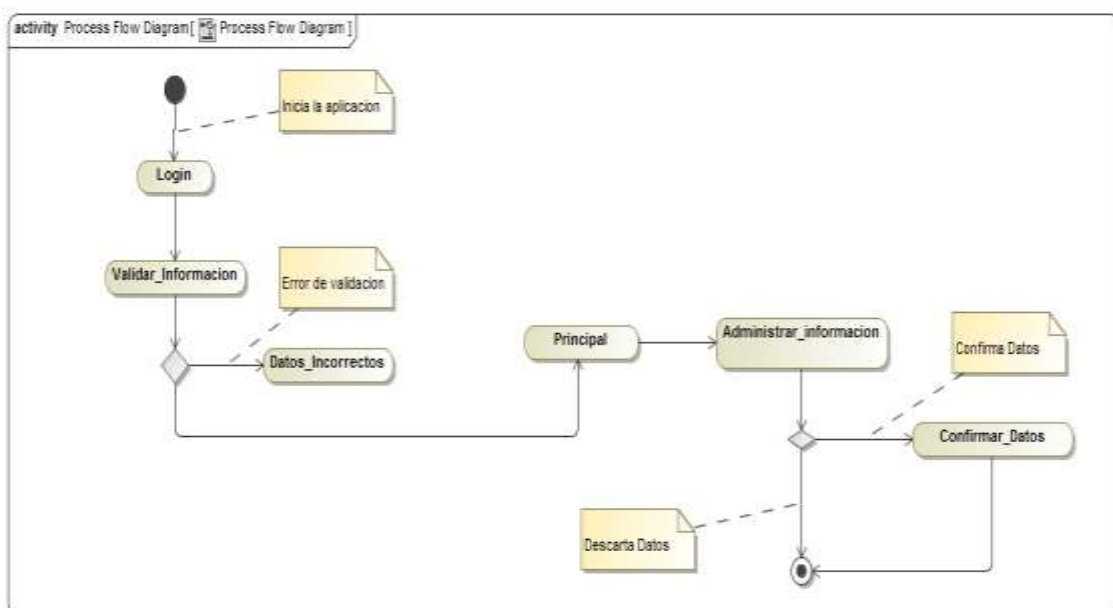 activity Process Flow Diagram[ Process Flow Diagram ]
Inicia la aplicacion
Login
Validar_Informacion
Error de validacion
Datos_Incorrectos
Principal
Administrar_informacion
Confirma Datos
Confirmar_Datos
Descarta Datos